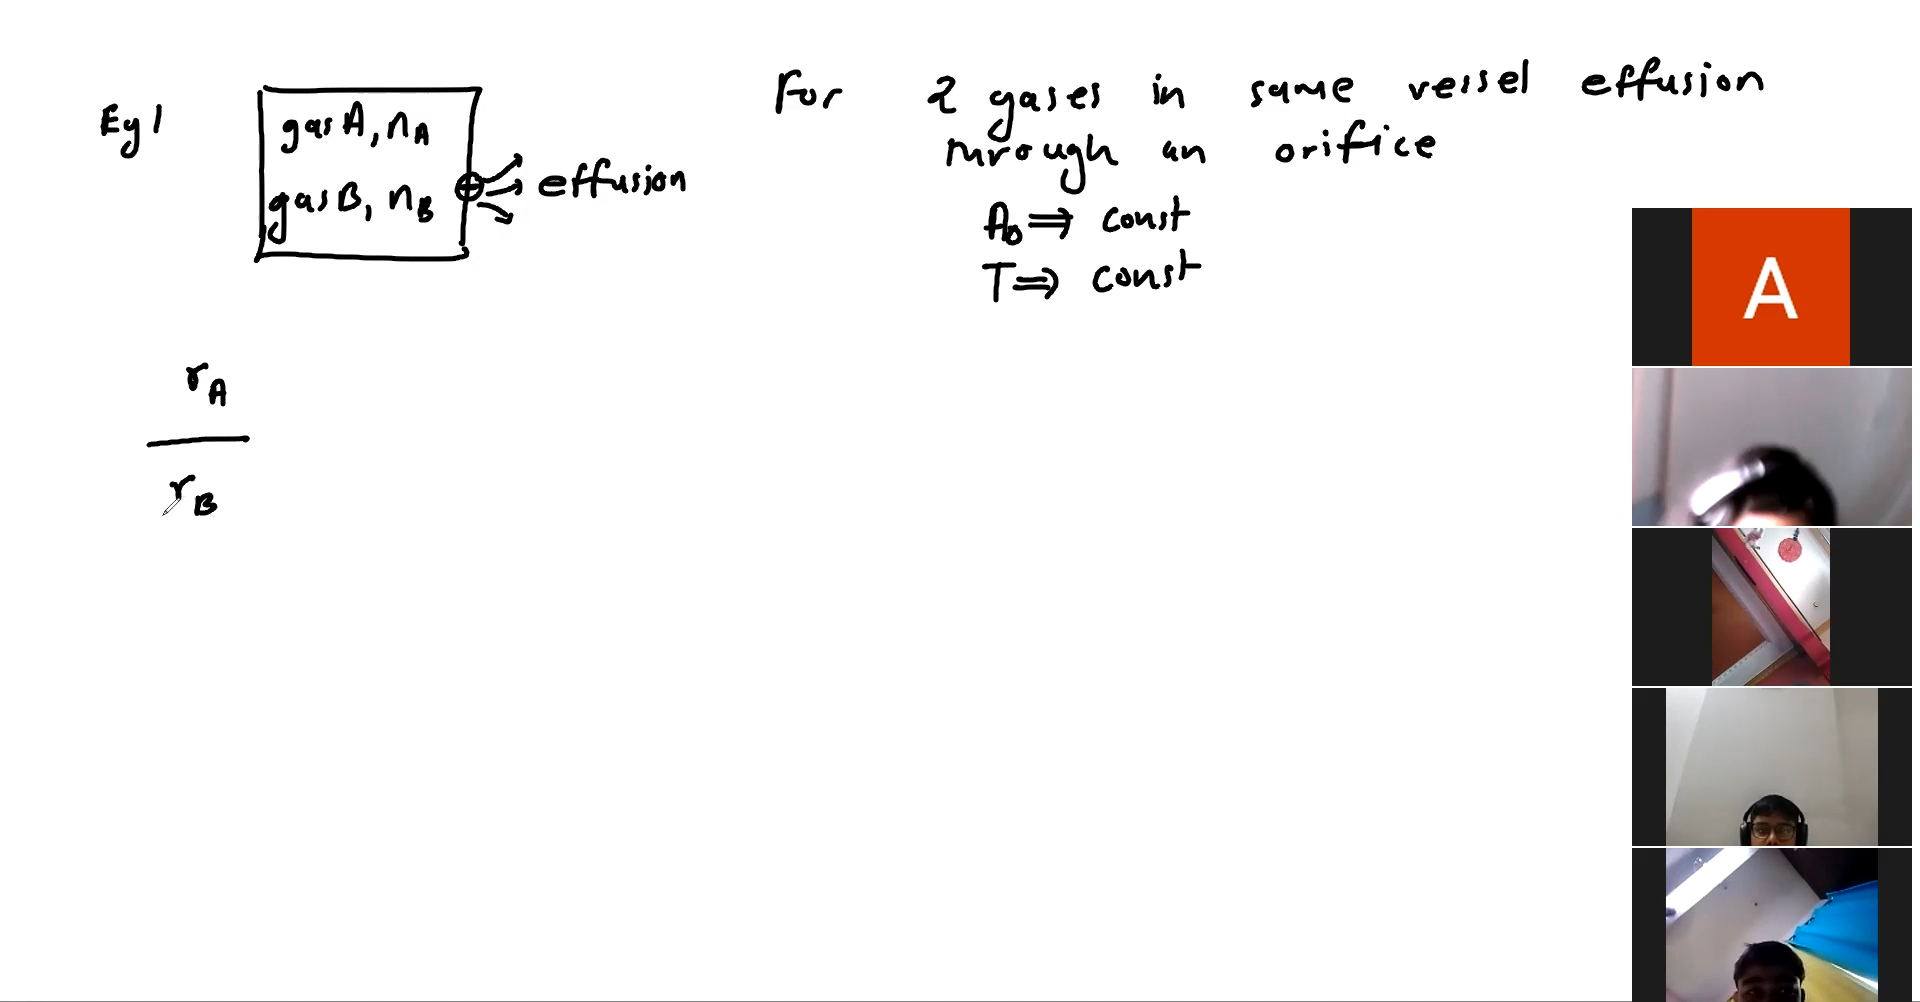 Eg 1
gas A, nA
gas B, nB
effusion
For 2 gases in same vessel effusion
through an orifice
A₀ ⇒ const
T ⇒ const
rA
rB
A